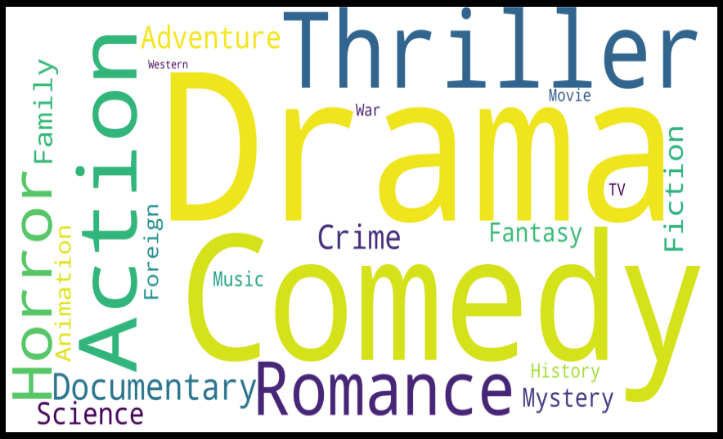 Thriller
Adventure
Western
Drama
Movie
War
TV
Family
Action
Horror
Animation
Foreign
Fiction
Crime
Fantasy
Comedy
Music
Documentary
Romance
History
Mystery
Science